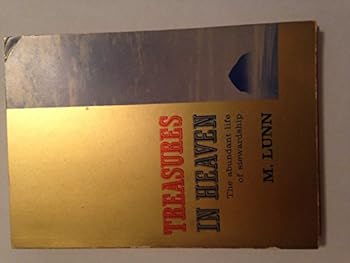 TREASURES
IN HEAVEN
The abundant life
of stewardship
M. LUNN